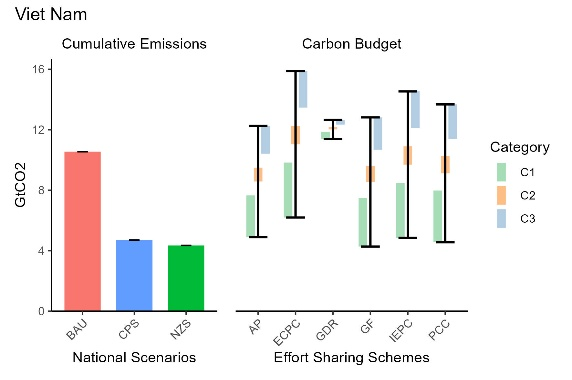 Viet Nam
Cumulative Emissions
Carbon Budget
GtCO2
16
12
8
4
0
BAU
CPS
NZS
National Scenarios
AP
ECPC
GDR
GF
IEPC
PCC
Effort Sharing Schemes
Category
C1
C2
C3